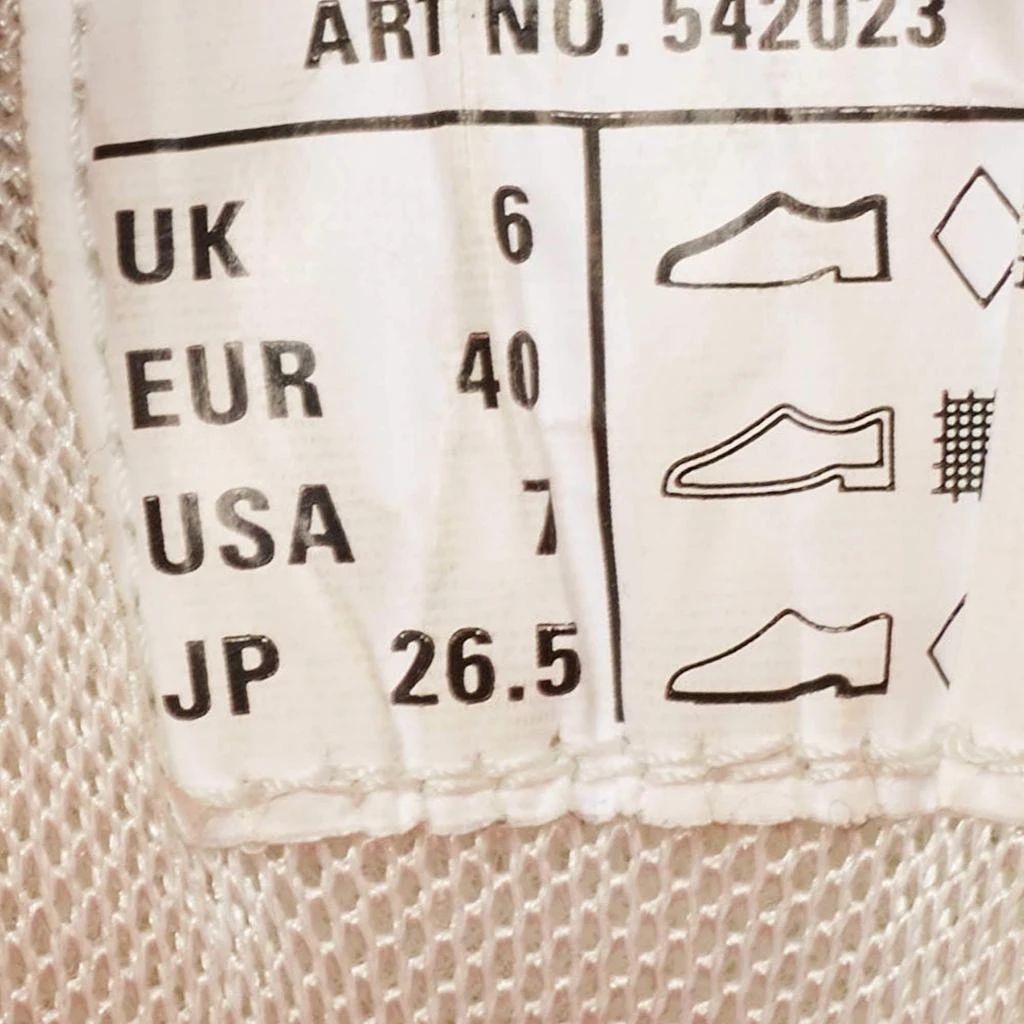 ART NO. 542023
UK 6
EUR 40
USA 7
JP 26.5